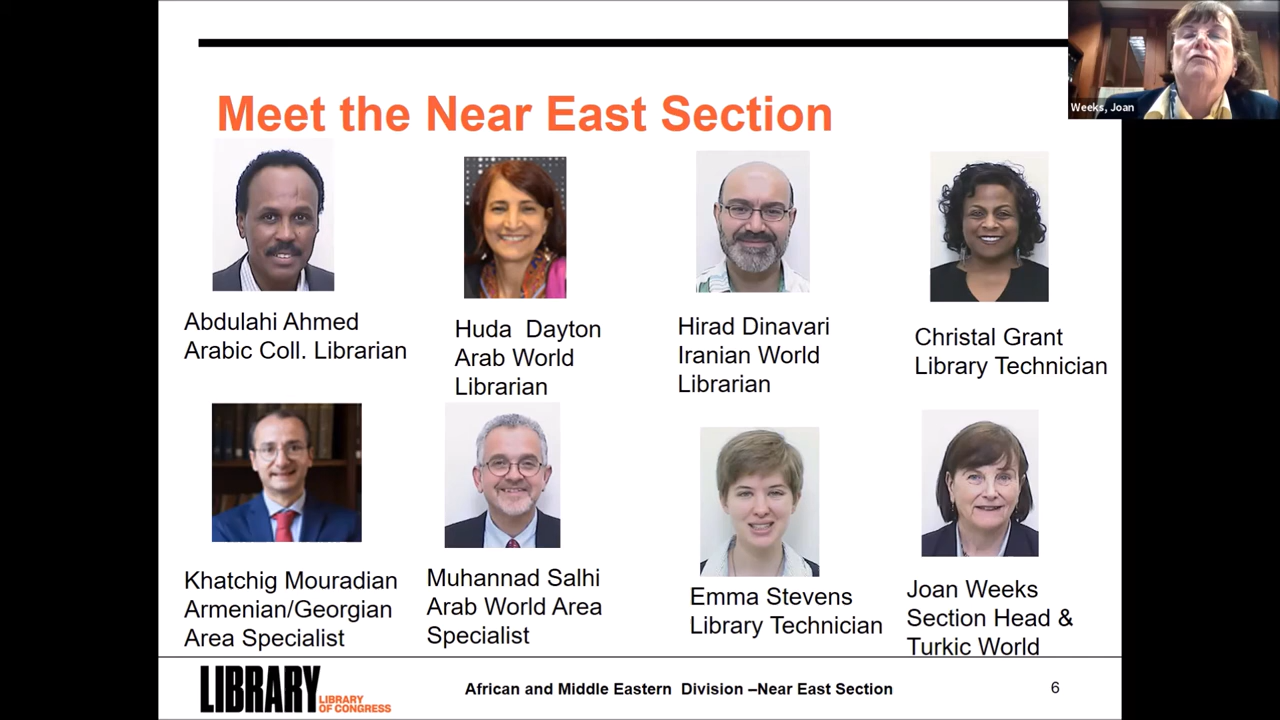 Meet the Near East Section
Weeks, Joan
Abdulahi Ahmed
Arabic Coll. Librarian
Huda Dayton
Arab World
Librarian
Hirad Dinavari
Iranian World
Librarian
Christal Grant
Library Technician
Khatchig Mouradian
Armenian/Georgian
Area Specialist
Muhannad Salhi
Arab World Area
Specialist
Emma Stevens
Library Technician
Joan Weeks
Section Head &
Turkic World
LIBRARY
LIBRARY
OF CONGRESS
African and Middle Eastern Division –Near East Section
6